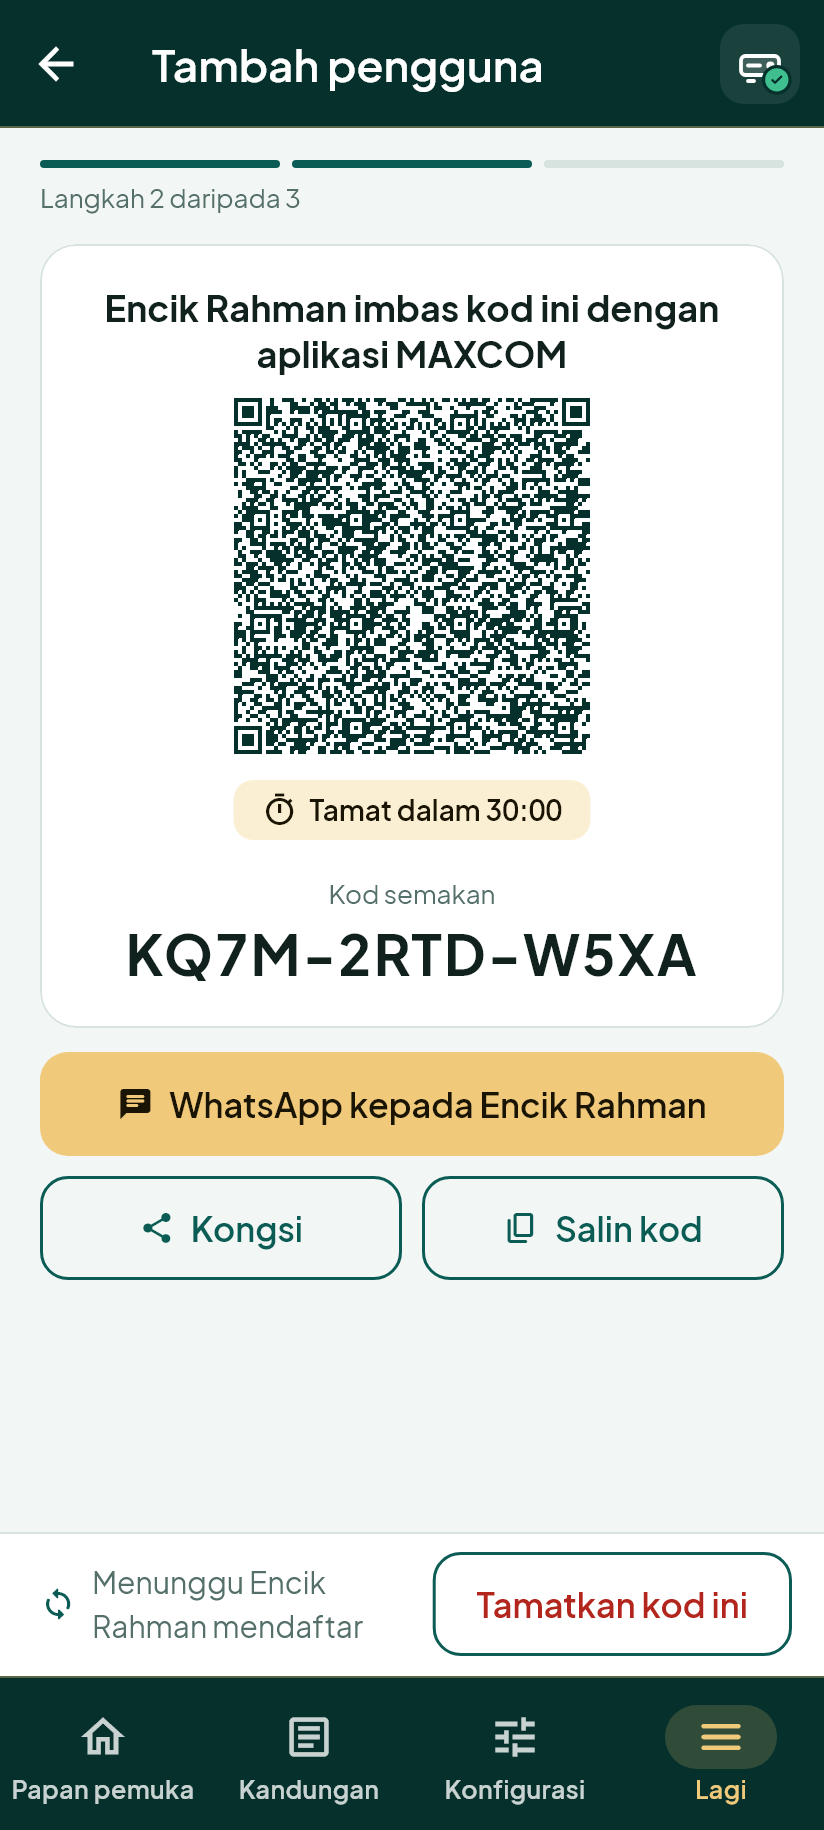 Tambah pengguna
Langkah 2 daripada 3
Encik Rahman imbas kod ini dengan
aplikasi MAXCOM
Tamat dalam 30:00
Kod semakan
KQ7M-2RTD-W5XA
WhatsApp kepada Encik Rahman
Kongsi
Salin kod
Menunggu Encik
Rahman mendaftar
Tamatkan kod ini
Papan pemuka
Kandungan
Konfigurasi
Lagi